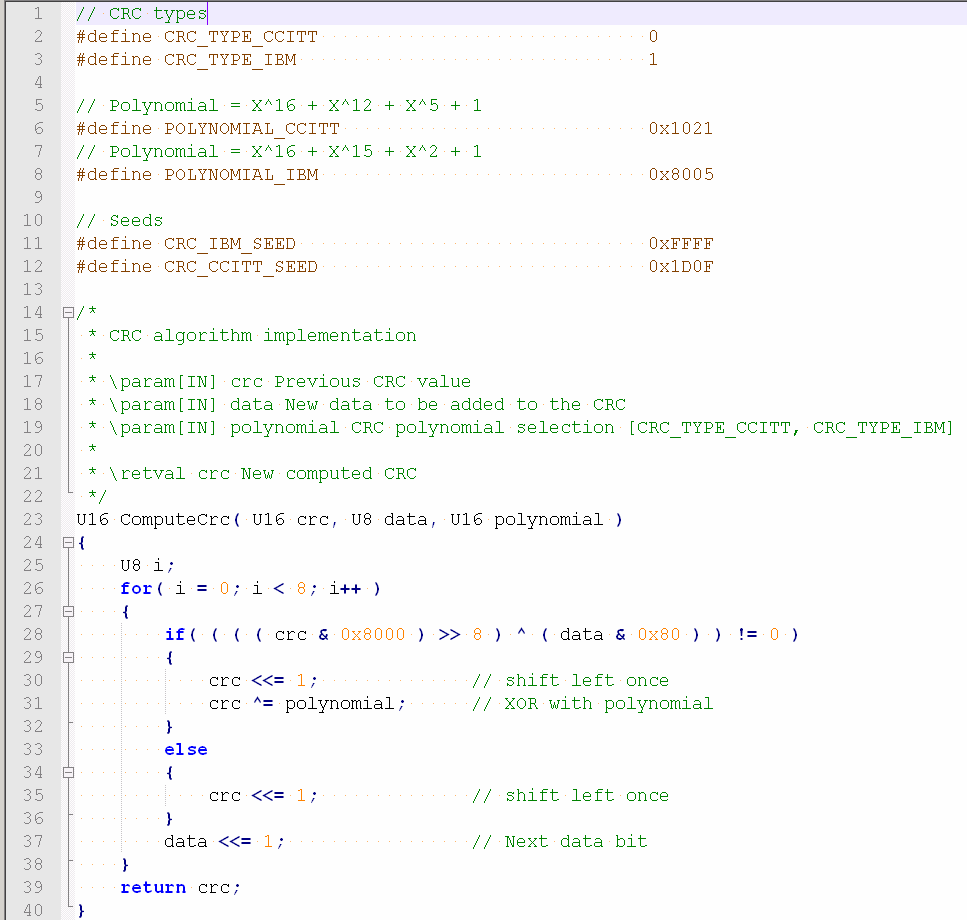 1 // CRC types
2 #define CRC_TYPE_CCITT 0
3 #define CRC_TYPE_IBM 1
4
5 // Polynomial = X^16 + X^12 + X^5 + 1
6 #define POLYNOMIAL_CCITT 0x1021
7 // Polynomial = X^16 + X^15 + X^2 + 1
8 #define POLYNOMIAL_IBM 0x8005
9
10 // Seeds
11 #define CRC_IBM_SEED 0xFFFF
12 #define CRC_CCITT_SEED 0x1D0F
13
14 /*
15 * CRC algorithm implementation
16 *
17 * \param[IN] crc Previous CRC value
18 * \param[IN] data New data to be added to the CRC
19 * \param[IN] polynomial CRC polynomial selection [CRC_TYPE_CCITT, CRC_TYPE_IBM]
20 *
21 * \retval crc New computed CRC
22 */
23 U16 ComputeCrc( U16 crc, U8 data, U16 polynomial )
24 {
25 U8 i;
26 for( i = 0; i < 8; i++ )
27 {
28 if( ( ( ( crc & 0x8000 ) >> 8 ) ^ ( data & 0x80 ) ) != 0 )
29 {
30 crc <<= 1; // shift left once
31 crc ^= polynomial; // XOR with polynomial
32 }
33 else
34 {
35 crc <<= 1; // shift left once
36 }
37 data <<= 1; // Next data bit
38 }
39 return crc;
40 }